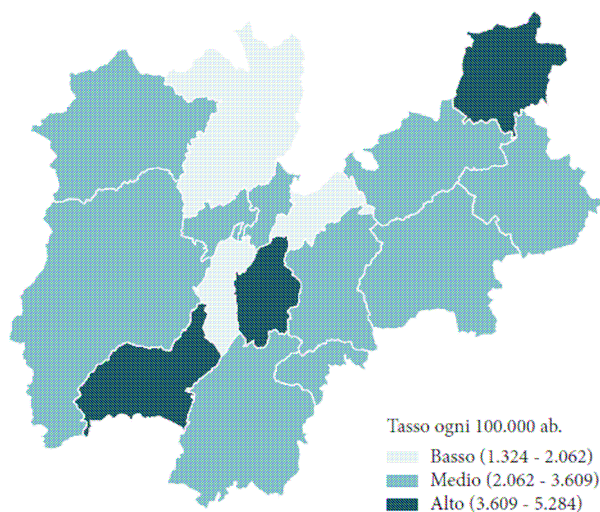 Tasso ogni 100.000 ab.
Basso (1.324 - 2.062)
Medio (2.062 - 3.609)
Alto (3.609 - 5.284)